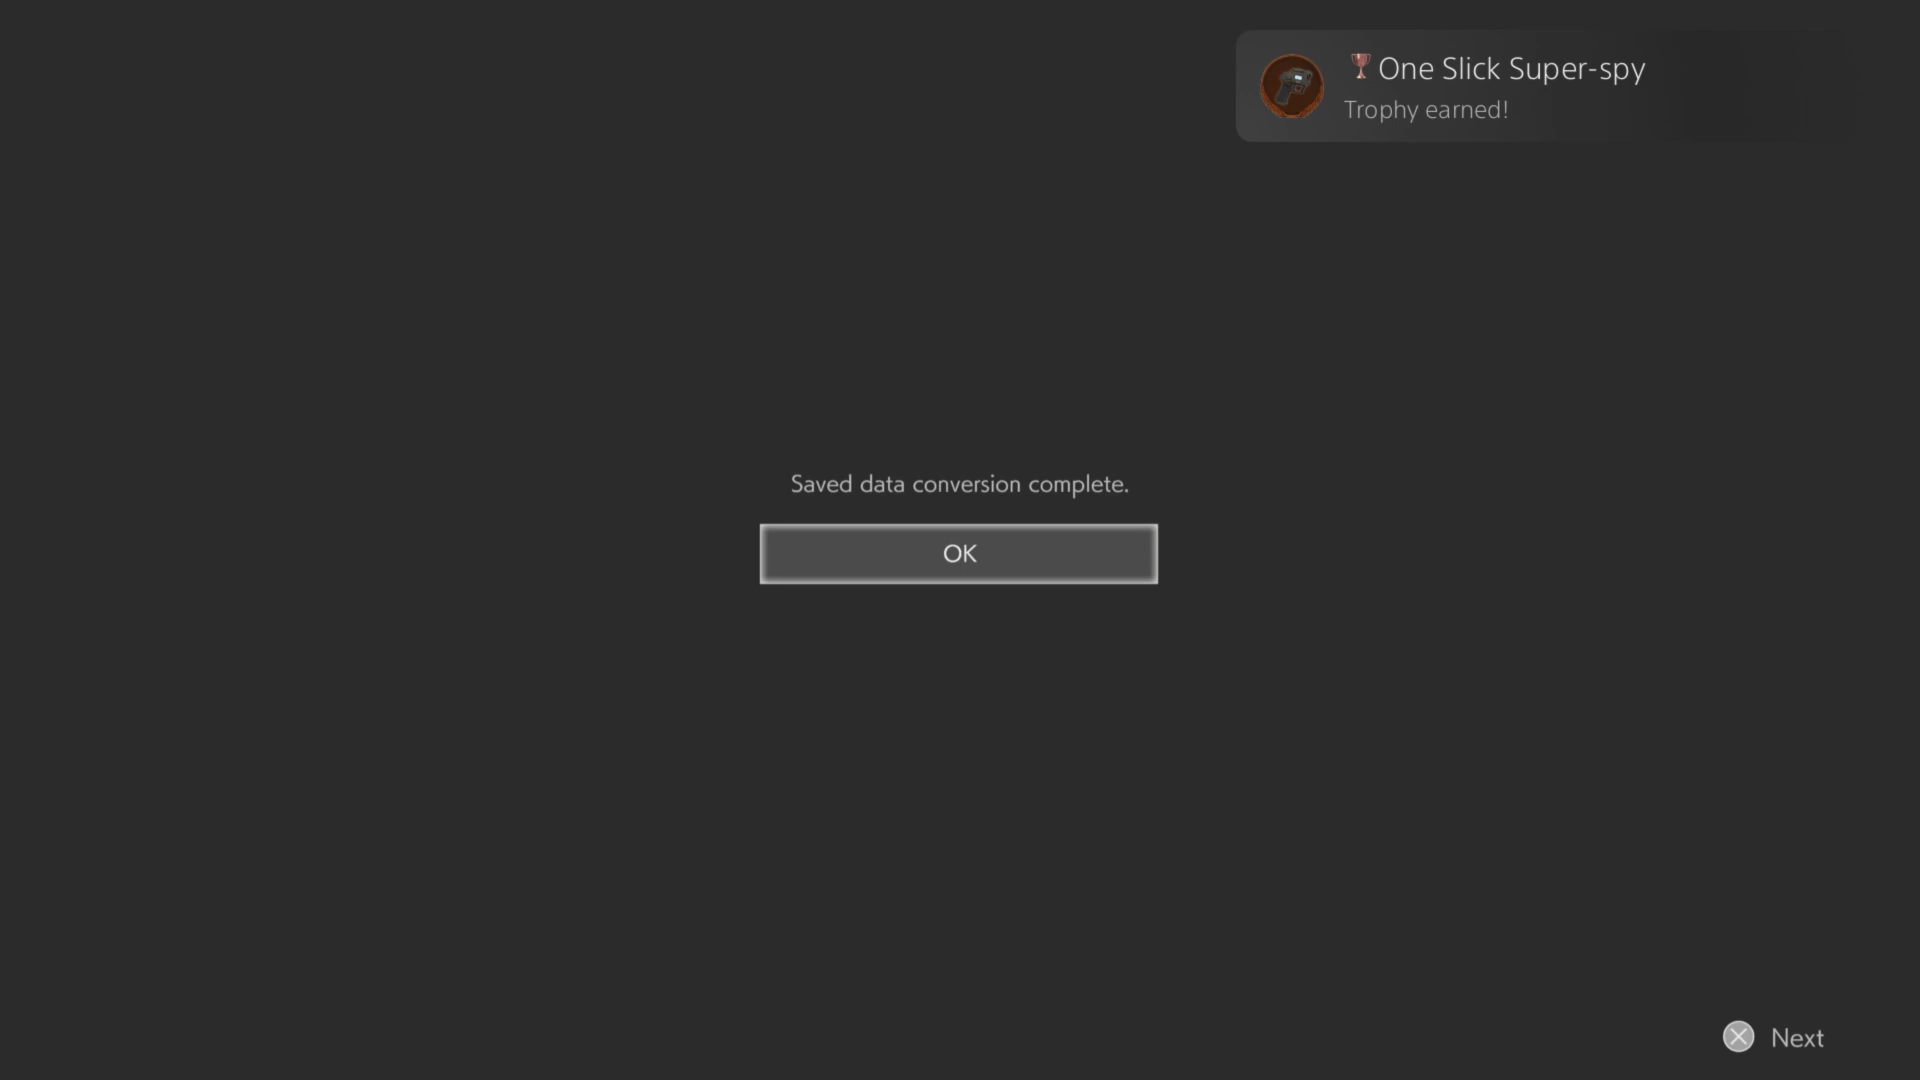 One Slick Super-spy
Trophy earned!
Saved data conversion complete.
OK
Next